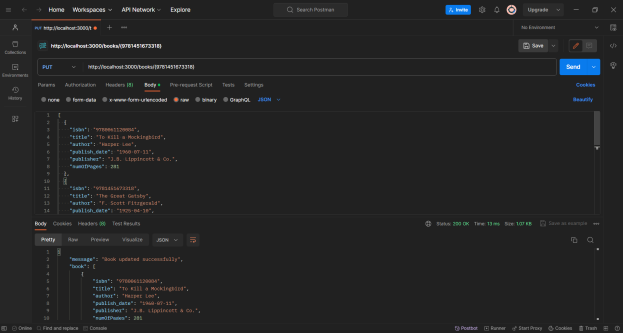 Home Workspaces API Network Explore Search Postman Invite Upgrade
PUT http://localhost:3000/t No Environment
http://localhost:3000/books/{9781451673318} Save
PUT http://localhost:3000/books/{9781451673318} Send
Params Authorization Headers (8) Body Pre-request Script Tests Settings Cookies
none form-data x-www-form-urlencoded raw binary GraphQL JSON Beautify
Collections
Environments
History
1 [
2 {
3 "isbn": "9780061120084",
4 "title": "To Kill a Mockingbird",
5 "author": "Harper Lee",
6 "publish_date": "1960-07-11",
7 "publisher": "J.B. Lippincott & Co.",
8 "numOfPages": 281
9 },
10 {
11 "isbn": "9781451673318",
12 "title": "The Great Gatsby",
13 "author": "F. Scott Fitzgerald",
14 "publish_date": "1925-04-10",
Body Cookies Headers (8) Test Results Status: 200 OK Time: 13 ms Size: 1.07 KB Save as example
Pretty Raw Preview Visualize JSON
1 {
2 "message": "Book updated successfully",
3 "book": [
4 {
5 "isbn": "9780061120084",
6 "title": "To Kill a Mockingbird",
7 "author": "Harper Lee",
8 "publish_date": "1960-07-11",
9 "publisher": "J.B. Lippincott & Co.",
10 "numOfPages": 281
Online Find and replace Console Postbot Runner Start Proxy Cookies Trash